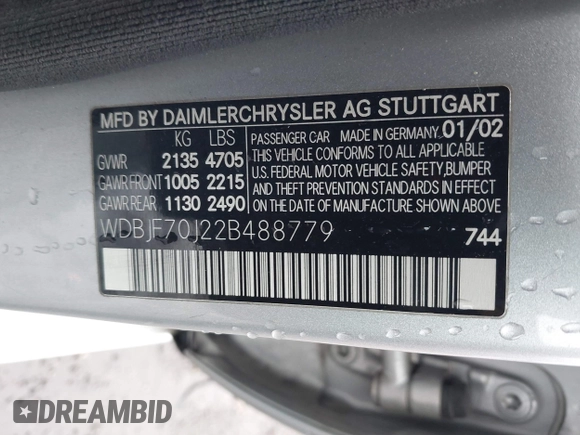 MFD BY DAIMLERCHRYSLER AG STUTTGART
KG LBS
GVWR 2135 4705
GAWR FRONT 1005 2215
GAWR REAR 1130 2490
PASSENGER CAR MADE IN GERMANY 01/02
THIS VEHICLE CONFORMS TO ALL APPLICABLE
U.S. FEDERAL MOTOR VEHICLE SAFETY,BUMPER
AND THEFT PREVENTION STANDARDS IN EFFECT
ON THE DATE OF MANUFACTURE SHOWN ABOVE.
WDBJF70J22B488779
744
DREAMBID